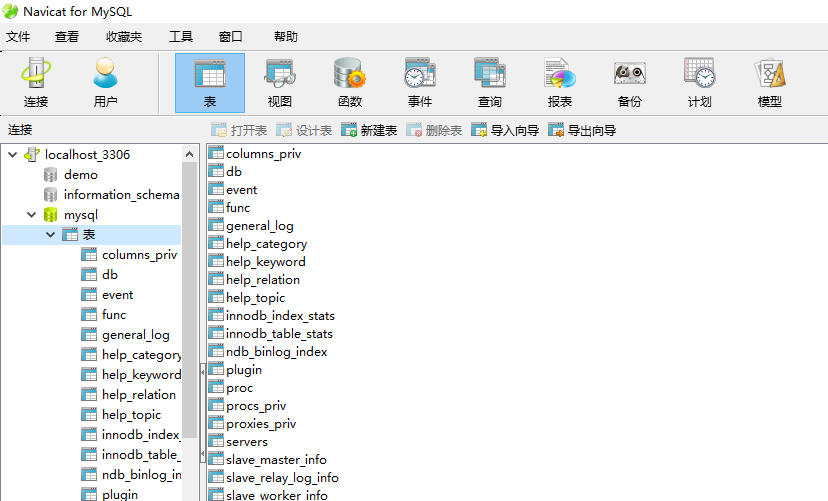 Navicat for MySQL
文件 查看 收藏夹 工具 窗口 帮助
连接 用户 表 视图 函数 事件 查询 报表 备份 计划 模型
连接 打开表 设计表 新建表 删除表 导入向导 导出向导
localhost_3306
demo
information_schema
mysql
表
columns_priv
db
event
func
general_log
help_category
help_keyword
help_relation
help_topic
innodb_index_
innodb_table_
ndb_binlog_in
plugin
columns_priv
db
event
func
general_log
help_category
help_keyword
help_relation
help_topic
innodb_index_stats
innodb_table_stats
ndb_binlog_index
plugin
proc
procs_priv
proxies_priv
servers
slave_master_info
slave_relay_log_info
slave_worker_info